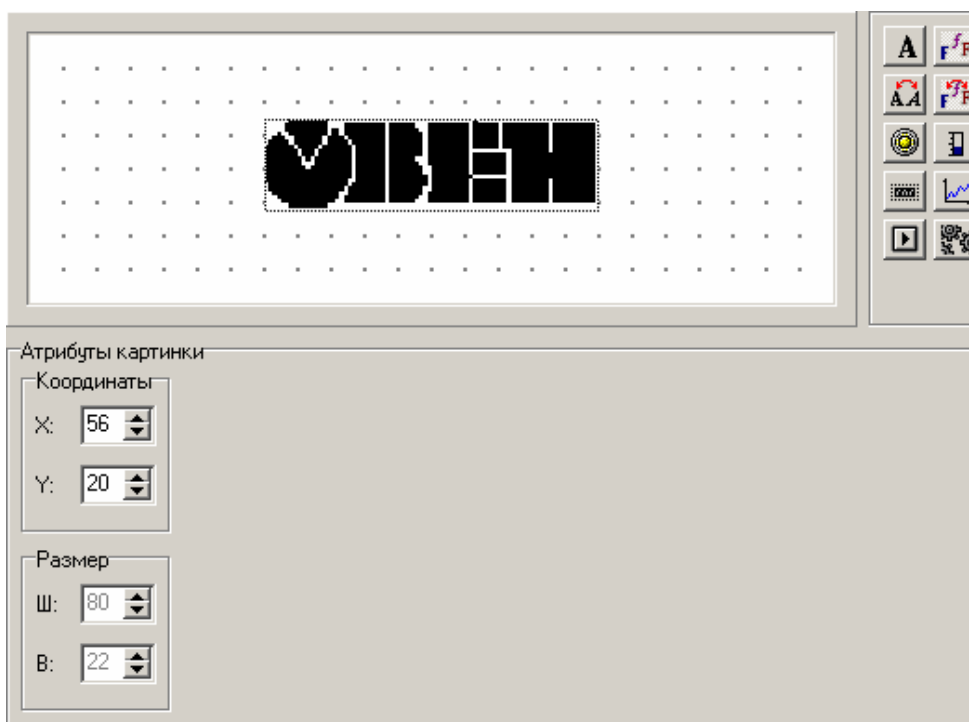 ОВЕН
A
F f F
A A
F f F
Атрибуты картинки
Координаты
X: 56
Y: 20
Размер
Ш: 80
В: 22